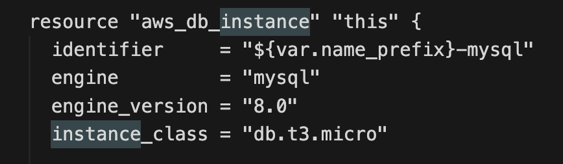 resource "aws_db_instance" "this" {
identifier     = "${var.name_prefix}-mysql"
engine         = "mysql"
engine_version = "8.0"
instance_class = "db.t3.micro"